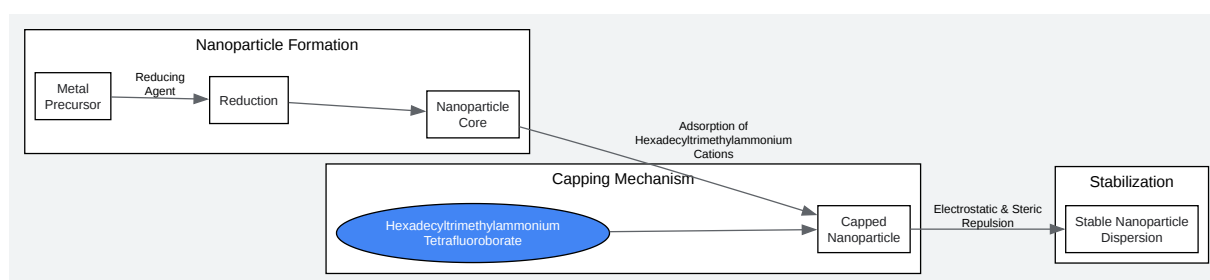 Nanoparticle Formation
Metal
Precursor
Reducing
Agent
Reduction
Nanoparticle
Core
Adsorption of
Hexadecyltrimethylammonium
Cations
Capping Mechanism
Hexadecyltrimethylammonium
Tetrafluoroborate
Capped
Nanoparticle
Electrostatic & Steric
Repulsion
Stabilization
Stable Nanoparticle
Dispersion